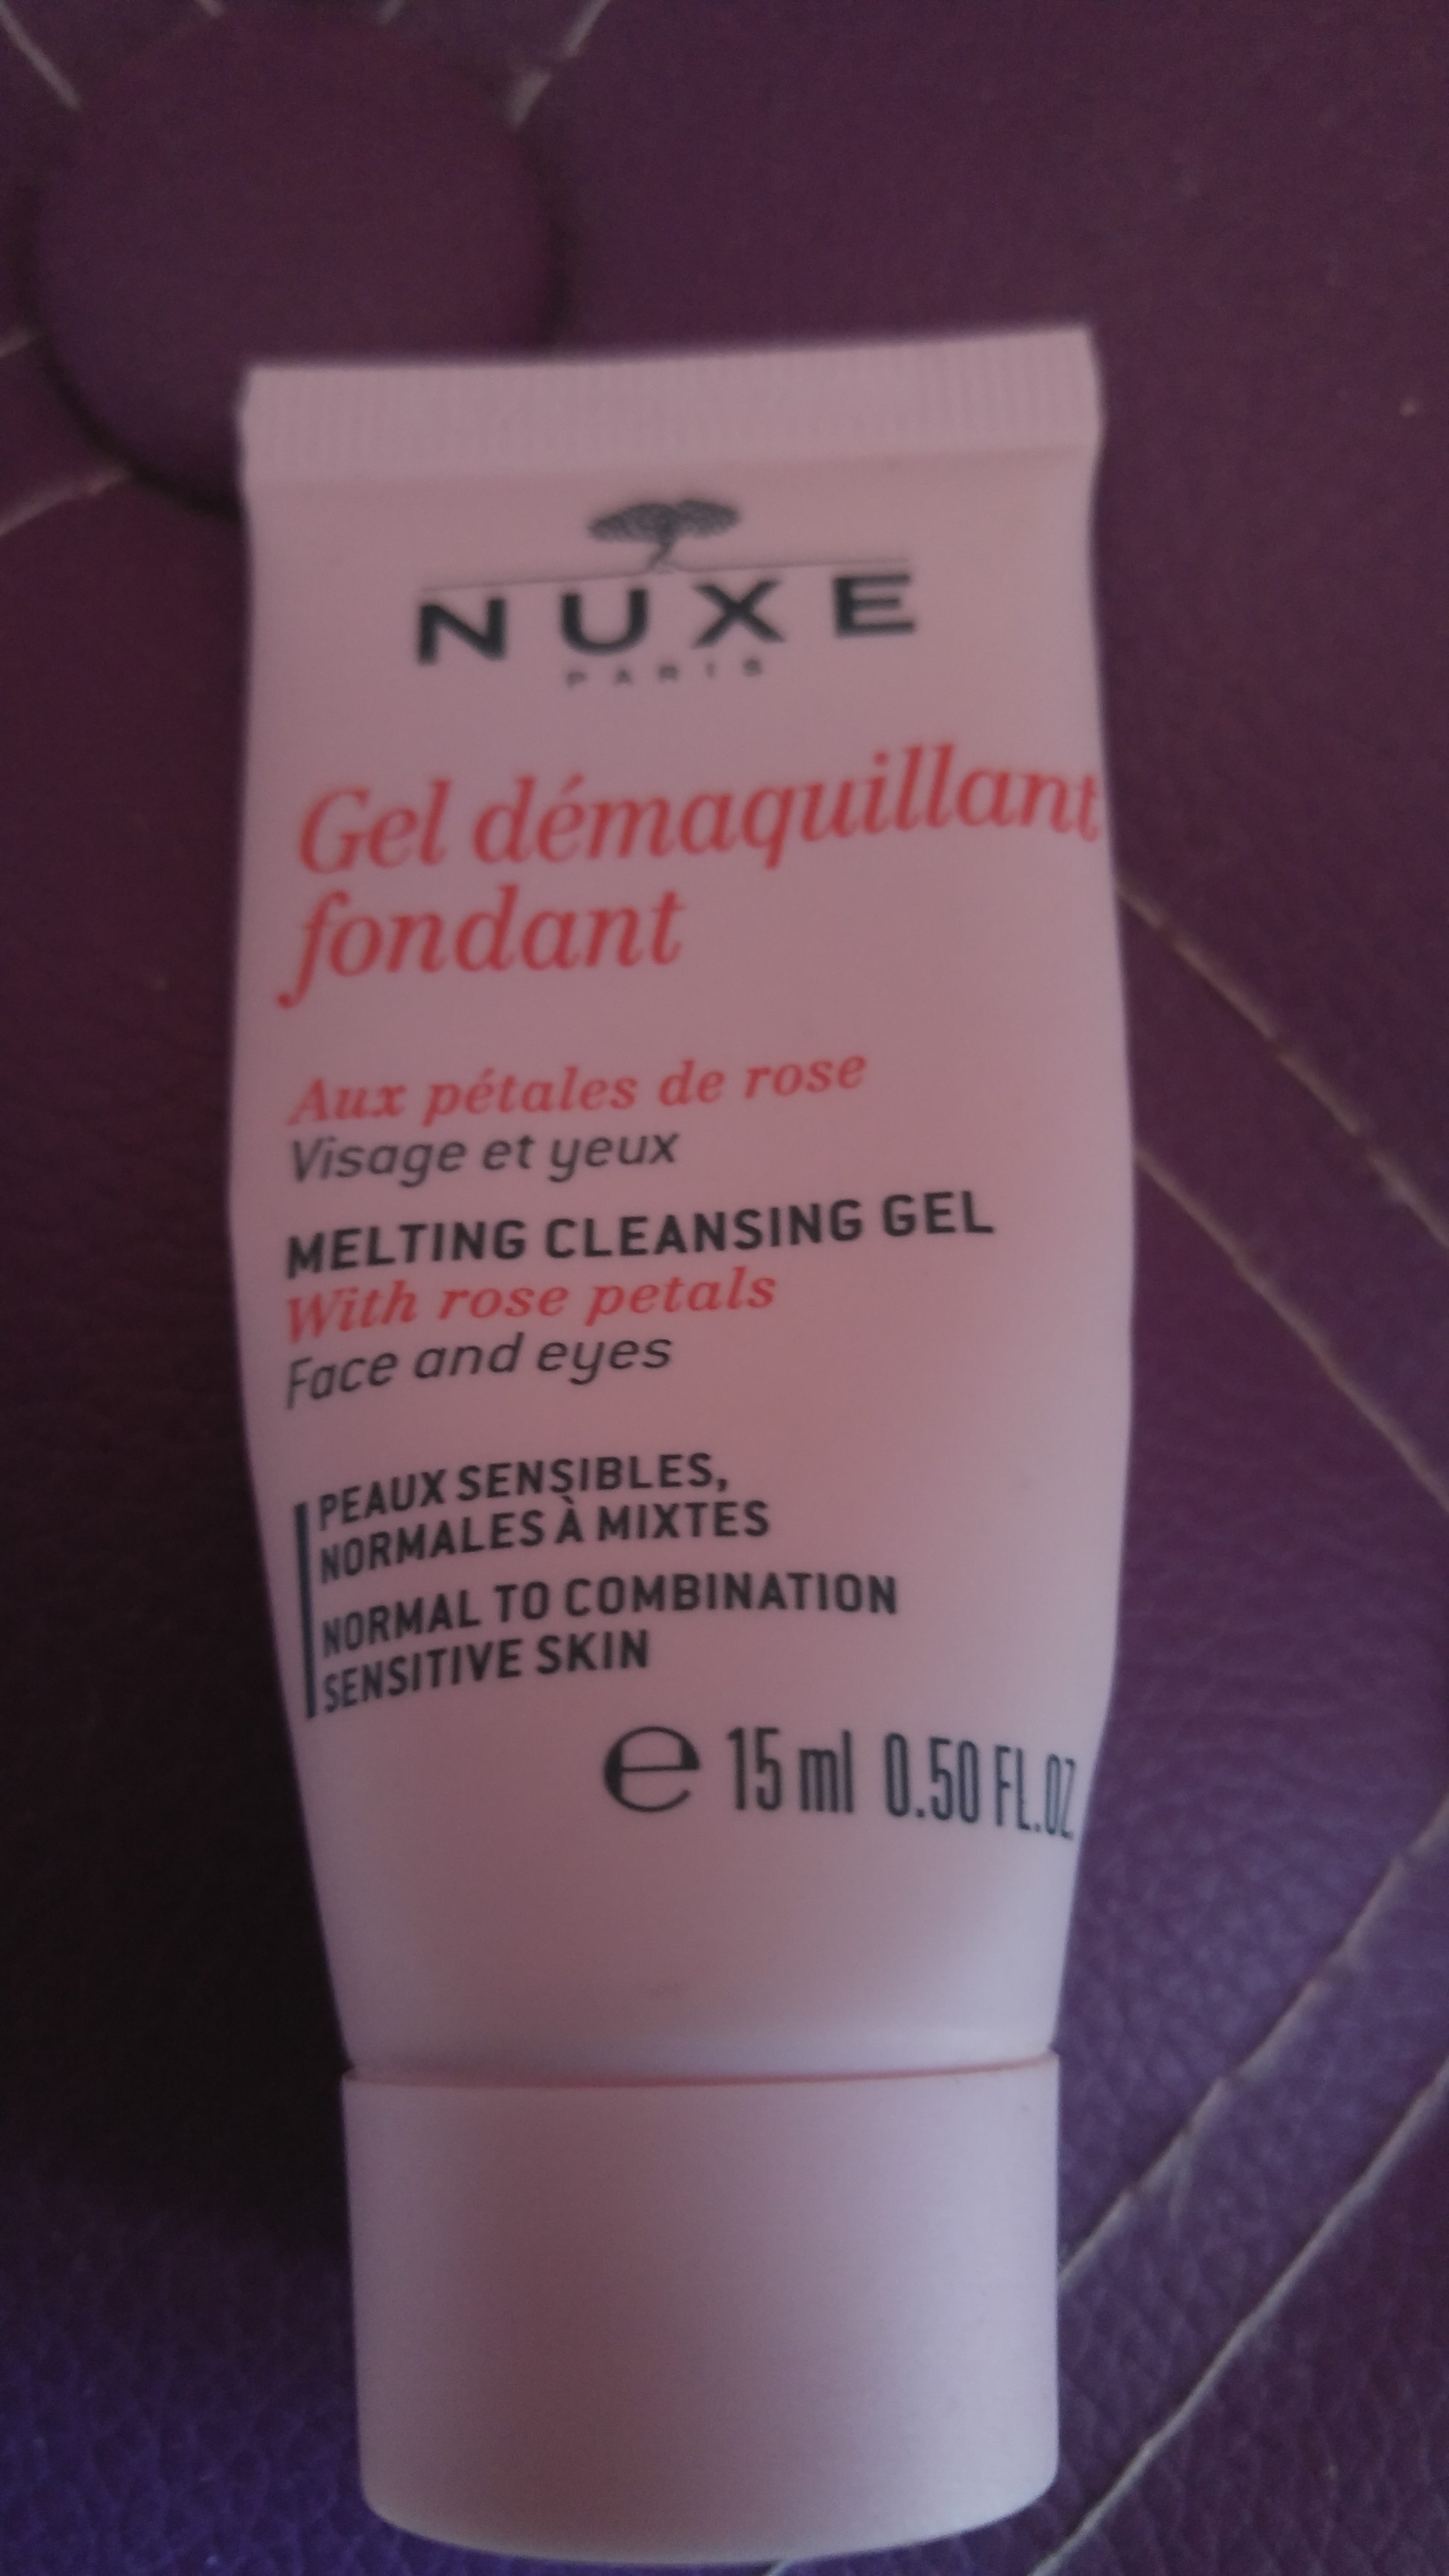 NUXE
PARIS
Gel démaquillant
fondant
Aux pétales de rose
Visage et yeux
MELTING CLEANSING GEL
With rose petals
Face and eyes
PEAUX SENSIBLES,
NORMALES À MIXTES
NORMAL TO COMBINATION
SENSITIVE SKIN
℮ 15 ml 0.50 FL.OZ